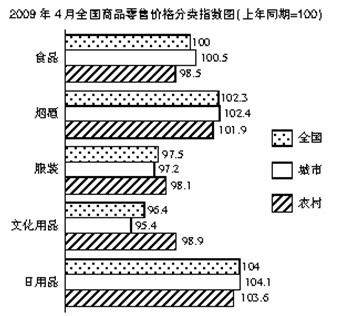 2009 年 4 月全国商品零售价格分类指数图(上年同期=100)
食品
100
100.5
98.5
烟酒
102.3
102.4
101.9
服装
97.5
97.2
98.1
文化用品
96.4
95.4
98.9
日用品
104
104.1
103.6
全国
城市
农村